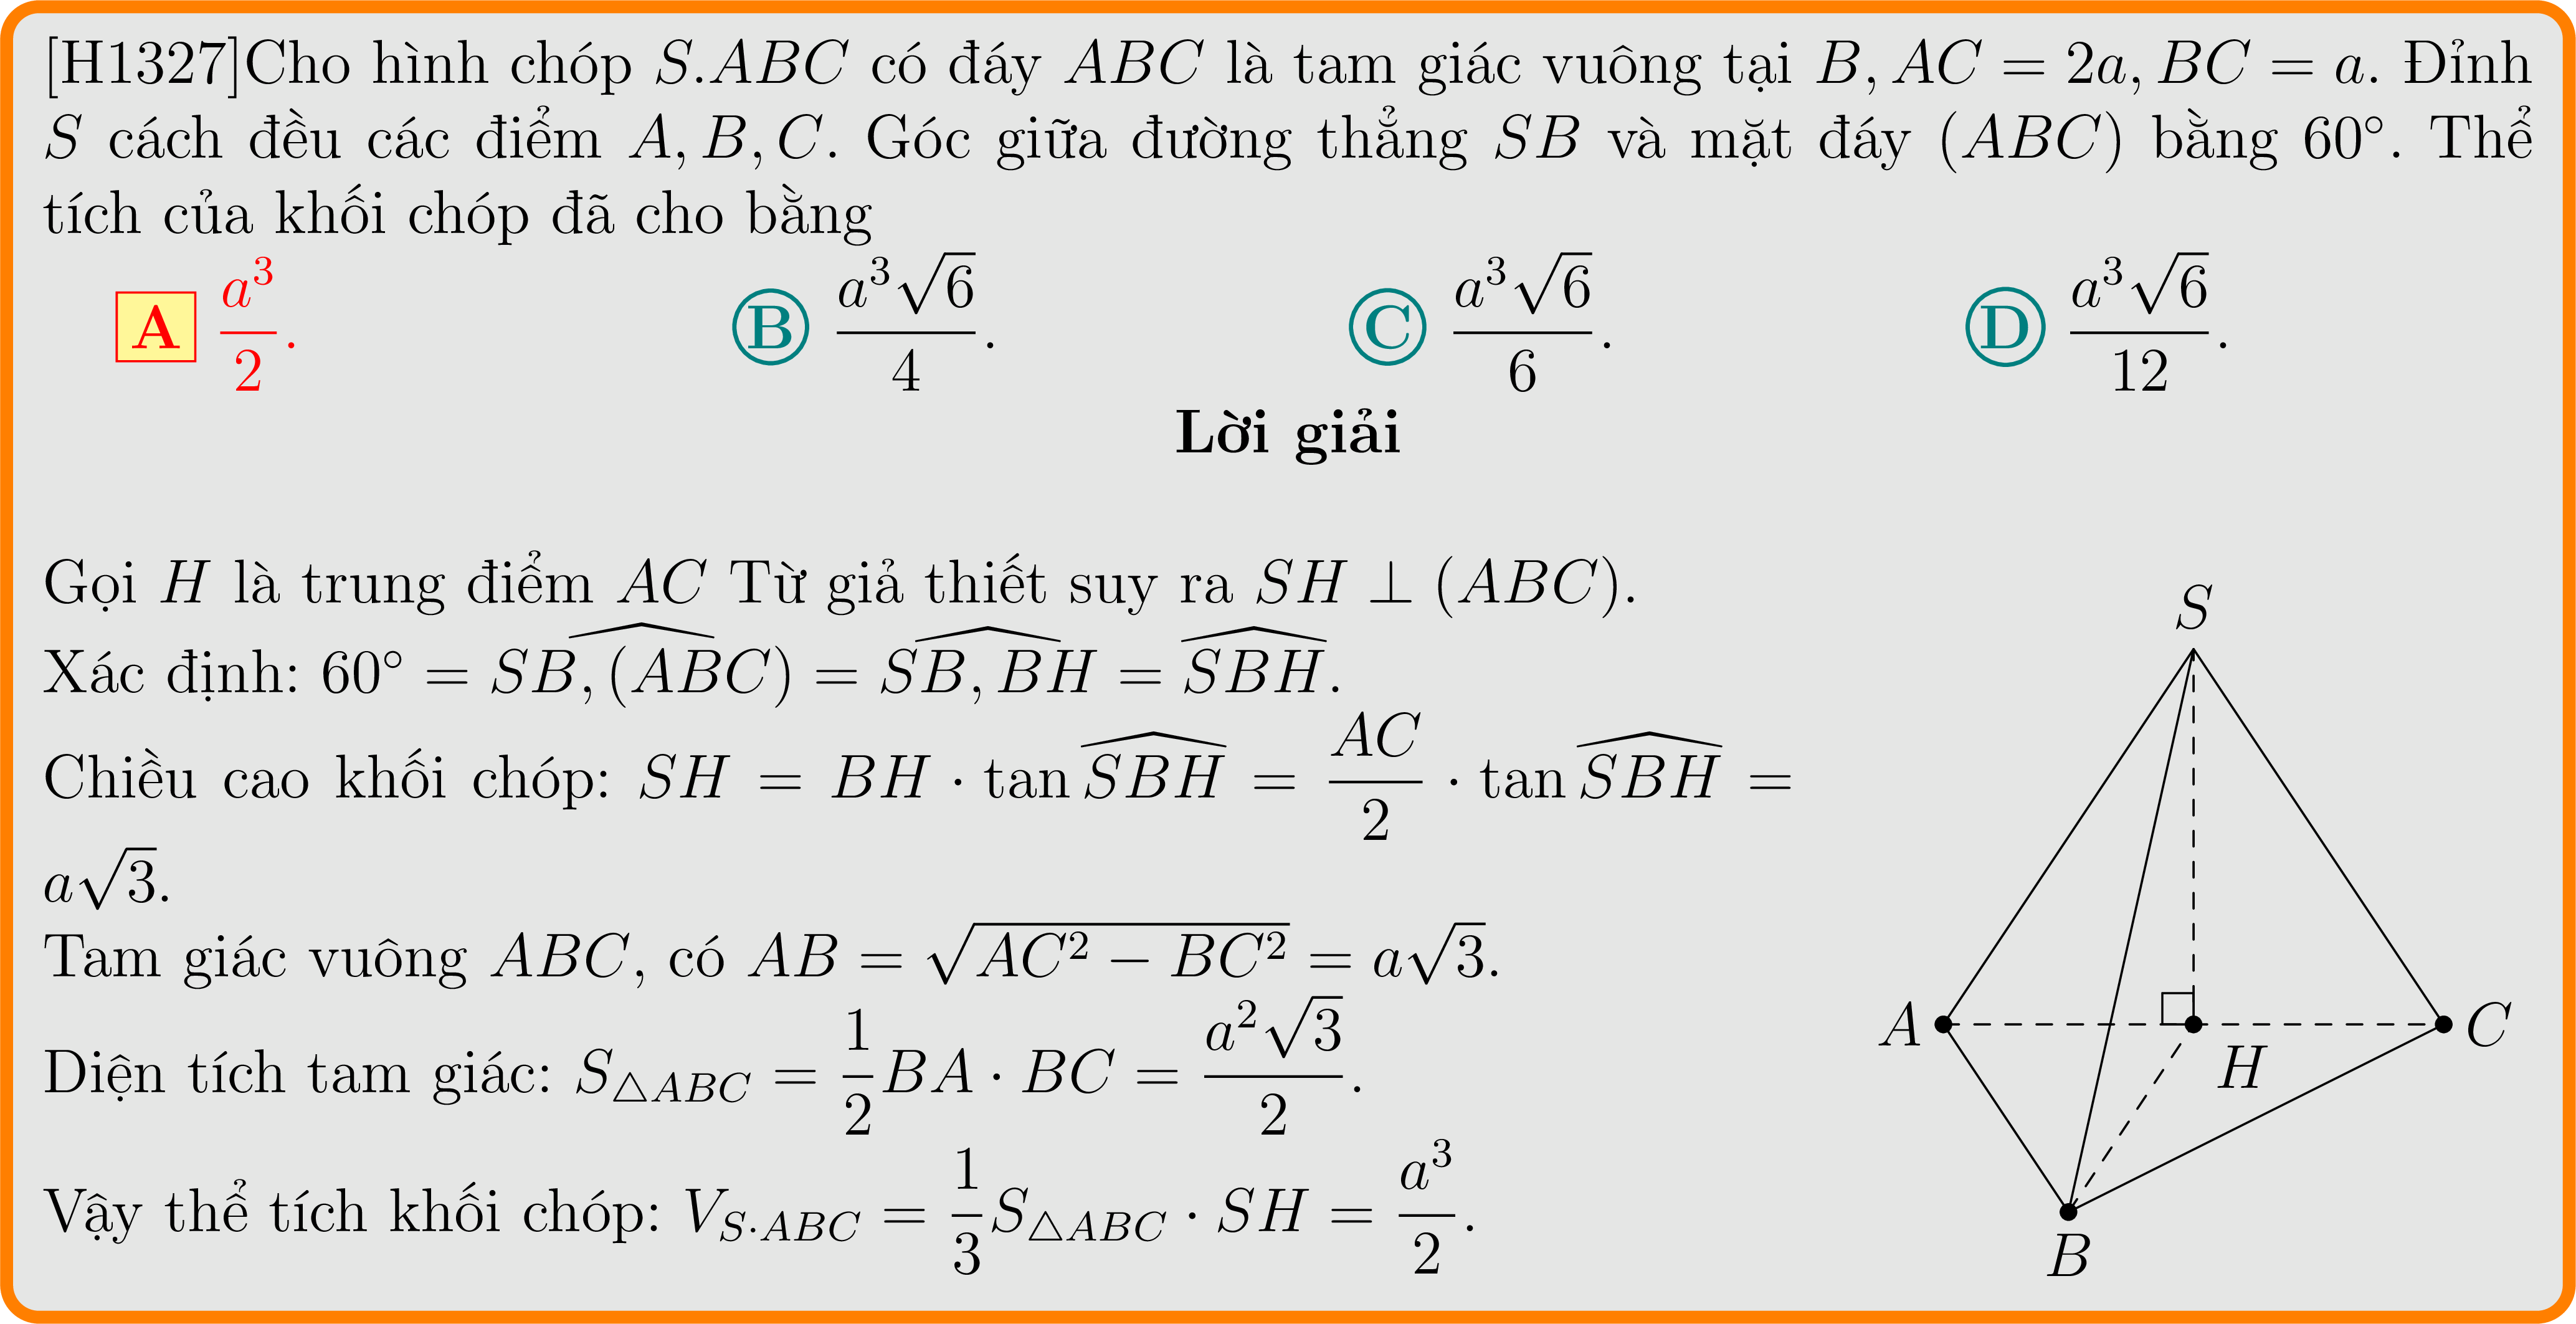 [H1327]Cho hình chóp S.ABC có đáy ABC là tam giác vuông tại B, AC = 2a, BC = a. Đỉnh
S cách đều các điểm A, B, C. Góc giữa đường thẳng SB và mặt đáy (ABC) bằng 60°. Thể
tích của khối chóp đã cho bằng
A $\frac{a^3}{2}$. B $\frac{a^3\sqrt{6}}{4}$. C $\frac{a^3\sqrt{6}}{6}$. D $\frac{a^3\sqrt{6}}{12}$.
Lời giải
Gọi H là trung điểm AC Từ giả thiết suy ra SH ⊥ (ABC).
Xác định: 60° = $\widehat{SB, (ABC)}$ = $\widehat{SB, BH}$ = $\widehat{SBH}$.
Chiều cao khối chóp: SH = BH · tan $\widehat{SBH}$ = $\frac{AC}{2}$ · tan $\widehat{SBH}$ =
$a\sqrt{3}$.
Tam giác vuông ABC, có AB = $\sqrt{AC^2 - BC^2}$ = $a\sqrt{3}$.
Diện tích tam giác: $S_{\triangle ABC} = \frac{1}{2}BA \cdot BC = \frac{a^2\sqrt{3}}{2}$.
Vậy thể tích khối chóp: $V_{S \cdot ABC} = \frac{1}{3}S_{\triangle ABC} \cdot SH = \frac{a^3}{2}$.
S
A
C
H
B